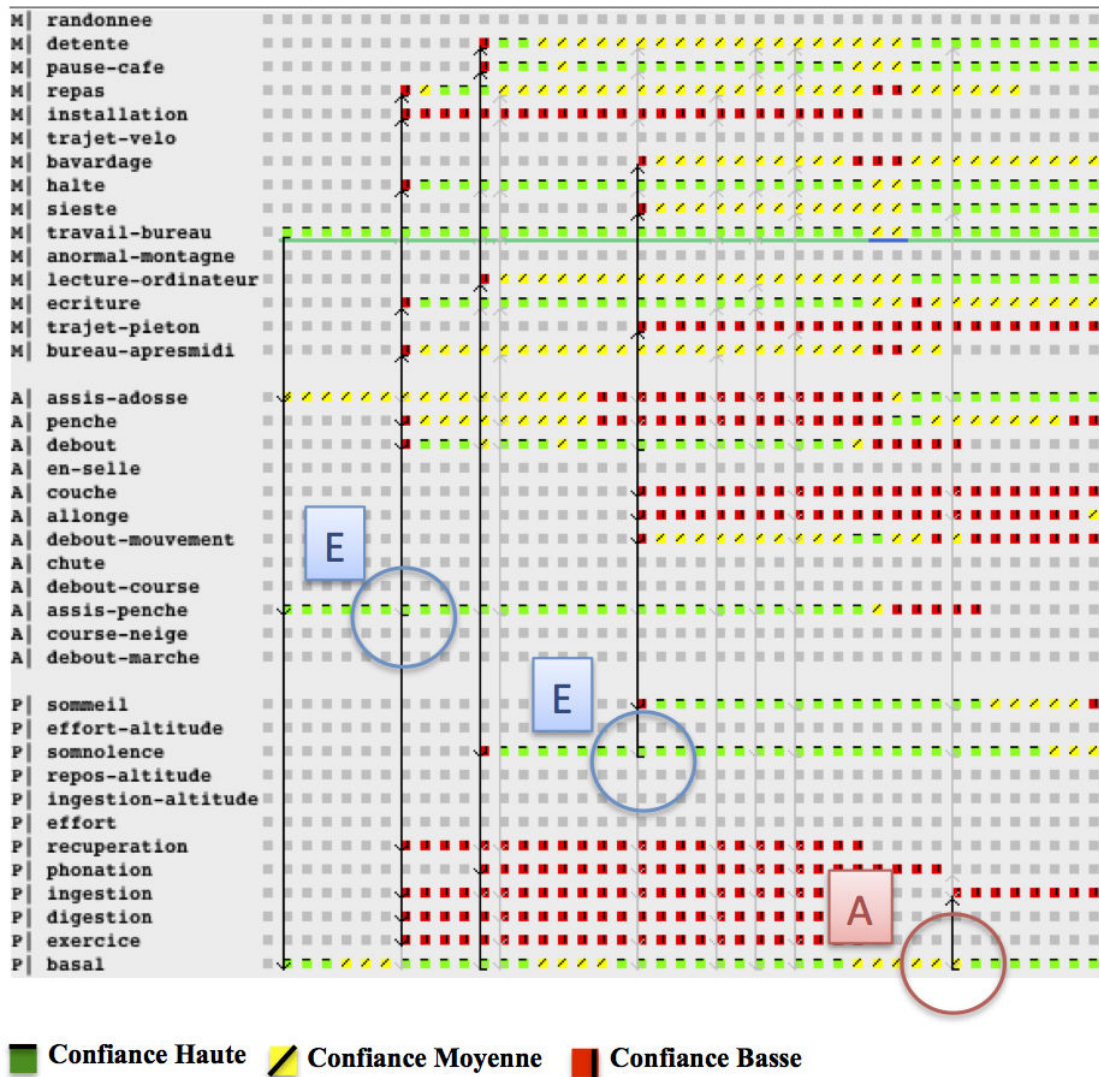 M| randonnee
M| detente
M| pause-cafe
M| repas
M| installation
M| trajet-velo
M| bavardage
M| halte
M| sieste
M| travail-bureau
M| anormal-montagne
M| lecture-ordinateur
M| ecriture
M| trajet-pieton
M| bureau-apresmidi
A| assis-adosse
A| penche
A| debout
A| en-selle
A| couche
A| allonge
A| debout-mouvement
E
A| chute
A| debout-course
A| assis-penche
A| course-neige
A| debout-marche
E
P| sommeil
P| effort-altitude
P| somnolence
P| repos-altitude
P| ingestion-altitude
P| effort
P| recuperation
P| phonation
P| ingestion
A
P| digestion
P| exercice
P| basal
Confiance Haute Confiance Moyenne Confiance Basse